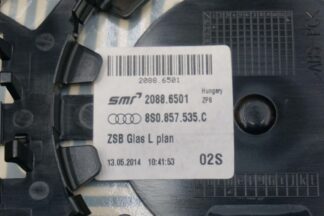 2088.6501
smr 2088.6501
Hungary
ZP8
8S0.857.535.C
ZSB Glas L plan
13.05.2014 10:41:53 02S